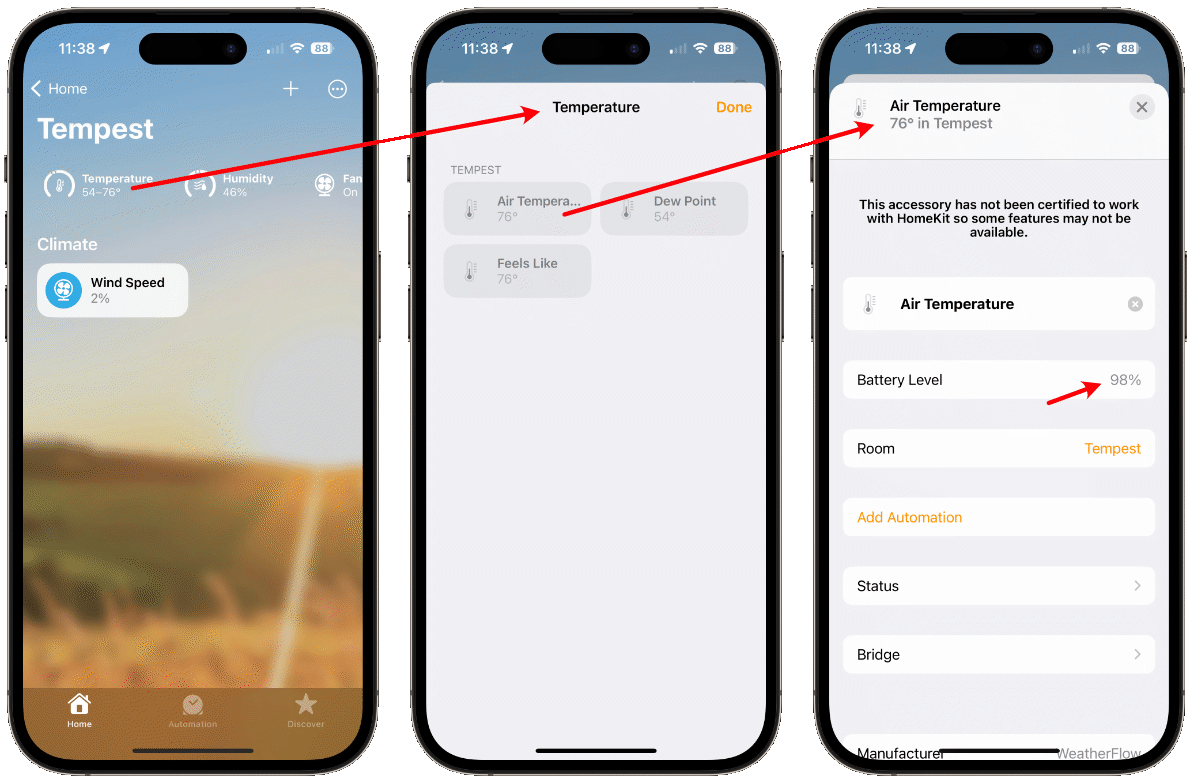 11:38
88
Home
Tempest
Temperature
54–76°
Humidity
46%
Fan
On
Climate
Wind Speed
2%
Home
Automation
Discover
11:38
88
Temperature
Done
TEMPEST
Air Tempera...
76°
Dew Point
54°
Feels Like
76°
11:38
88
Air Temperature
76° in Tempest
This accessory has not been certified to work
with HomeKit so some features may not be
available.
Air Temperature
Battery Level 98%
Room Tempest
Add Automation
Status
Bridge
Manufacturer WeatherFlow